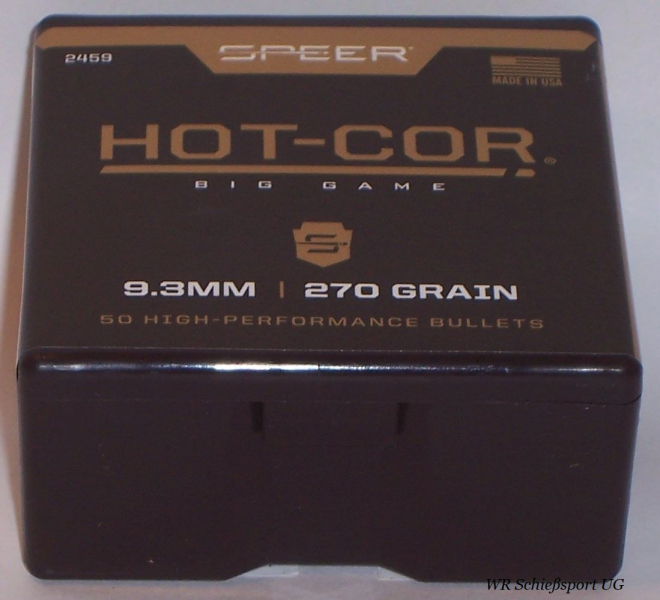 SPEER
2459
MADE IN USA
HOT-COR®
BIG GAME
S
9.3MM | 270 GRAIN
50 HIGH-PERFORMANCE BULLETS
WR Schießsport UG